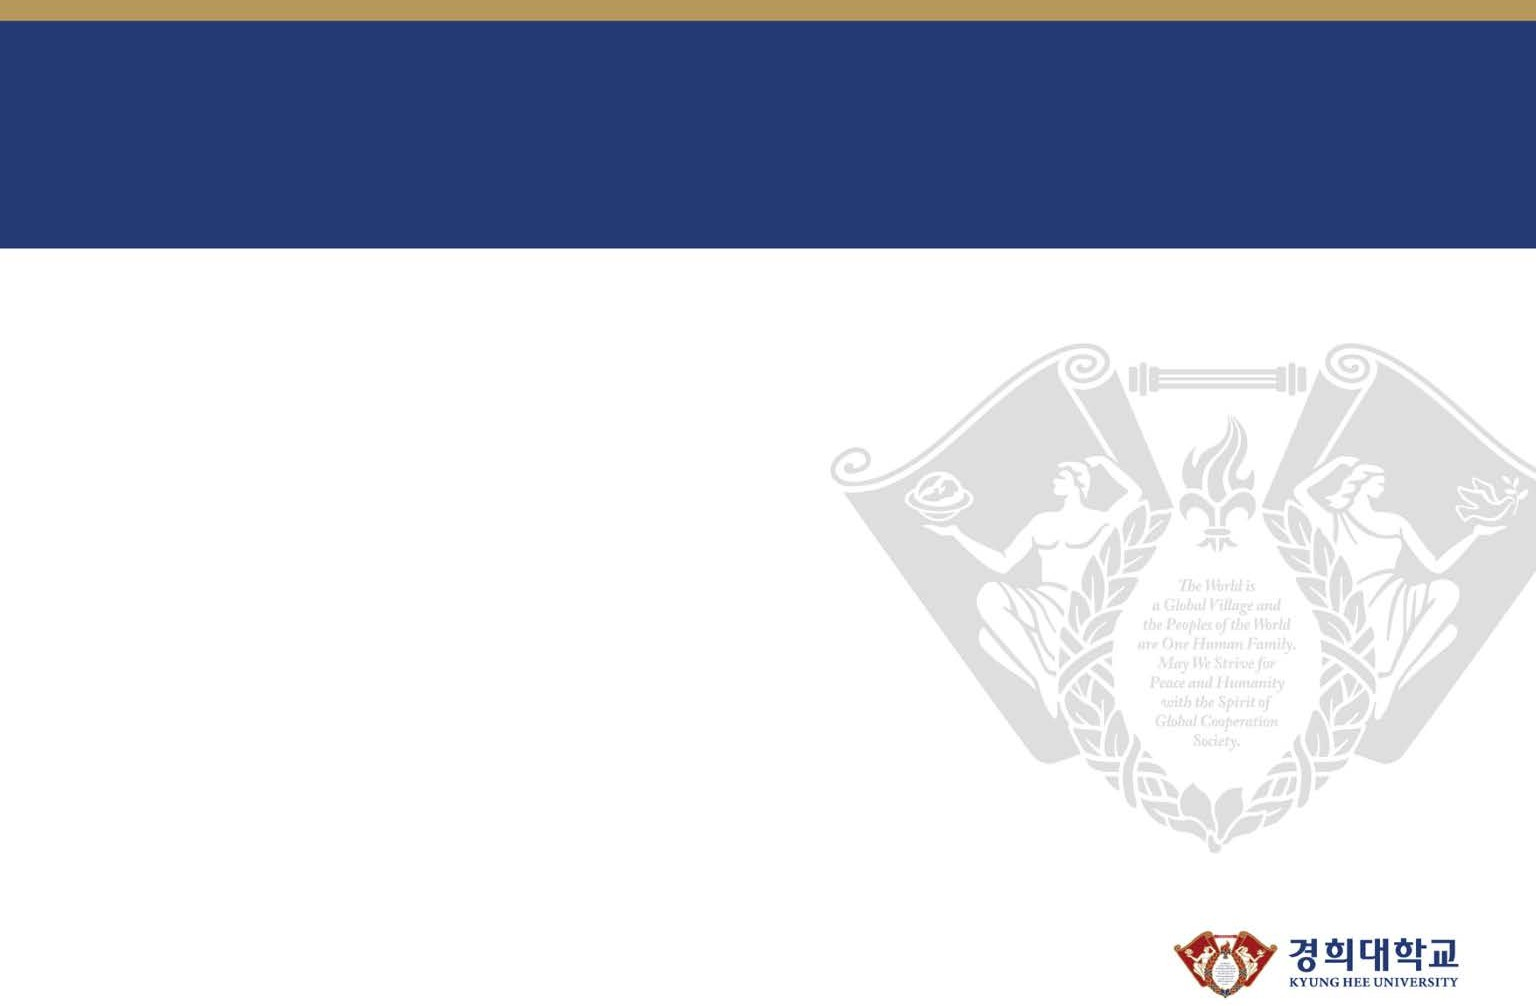 The World is
a Global Village and
the Peoples of the World
are One Human Family.
May We Strive for
Peace and Humanity
with the Spirit of
Global Cooperation
Society.
경희대학교
KYUNG HEE UNIVERSITY